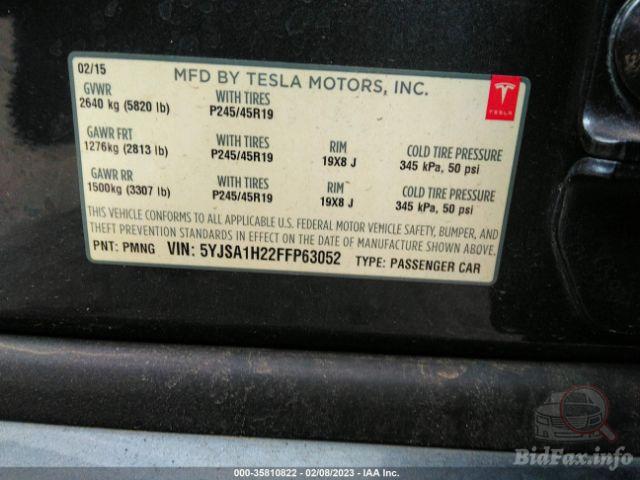 02/15 MFD BY TESLA MOTORS, INC.
GVWR WITH TIRES
2640 kg (5820 lb) P245/45R19
TESLA
GAWR FRT WITH TIRES RIM COLD TIRE PRESSURE
1276kg (2813 lb) P245/45R19 19X8 J 345 kPa, 50 psi
GAWR RR WITH TIRES RIM COLD TIRE PRESSURE
1500kg (3307 lb) P245/45R19 19X8 J 345 kPa, 50 psi
THIS VEHICLE CONFORMS TO ALL APPLICABLE U.S. FEDERAL MOTOR VEHICLE SAFETY, BUMPER, AND
THEFT PREVENTION STANDARDS IN EFFECT ON THE DATE OF MANUFACTURE SHOWN ABOVE.
PNT: PMNG VIN: 5YJSA1H22FFP63052 TYPE: PASSENGER CAR
BidFax.info
000-35810822 - 02/08/2023 - IAA Inc.